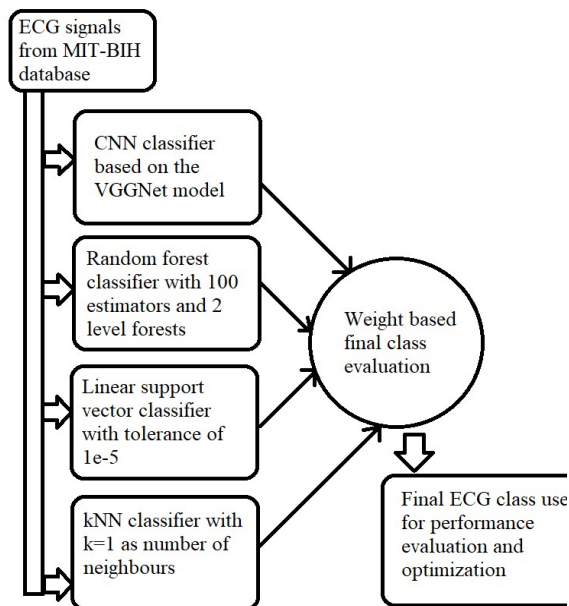 ECG signals
from MIT-BIH
database
CNN classifier
based on the
VGGNet model
Random forest
classifier with 100
estimators and 2
level forests
Linear support
vector classifier
with tolerance of
1e-5
kNN classifier with
k=1 as number of
neighbours
Weight based
final class
evaluation
Final ECG class use
for performance
evaluation and
optimization